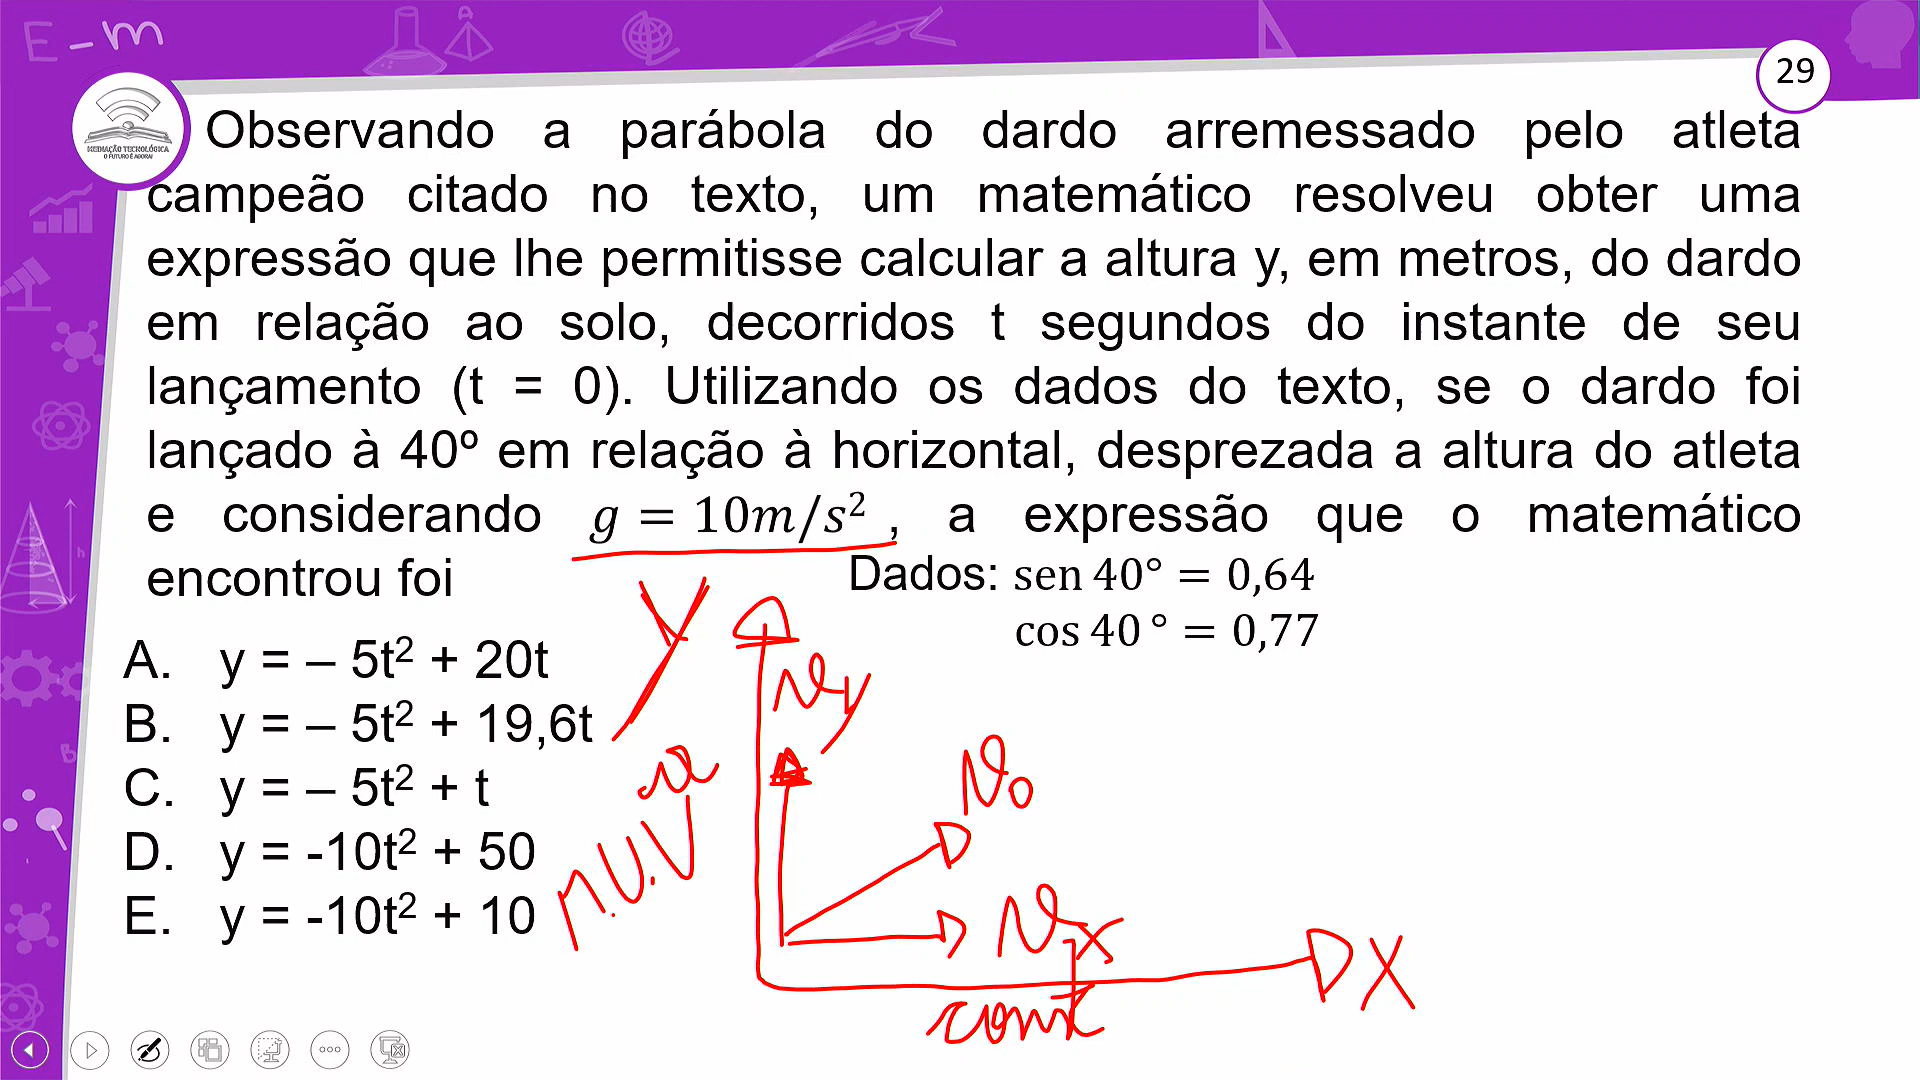 E-m
29
MEDIAÇÃO TECNOLÓGICA
O FUTURO É AGORA!
Observando a parábola do dardo arremessado pelo atleta
campeão citado no texto, um matemático resolveu obter uma
expressão que lhe permitisse calcular a altura y, em metros, do dardo
em relação ao solo, decorridos t segundos do instante de seu
lançamento (t = 0). Utilizando os dados do texto, se o dardo foi
lançado à 40º em relação à horizontal, desprezada a altura do atleta
e considerando g = 10m/s², a expressão que o matemático
encontrou foi
Dados: sen 40° = 0,64
cos 40° = 0,77
A. y = – 5t² + 20t
B. y = – 5t² + 19,6t
C. y = – 5t² + t
D. y = -10t² + 50
E. y = -10t² + 10
y
vy
v0
M.U.V
vx
x
const